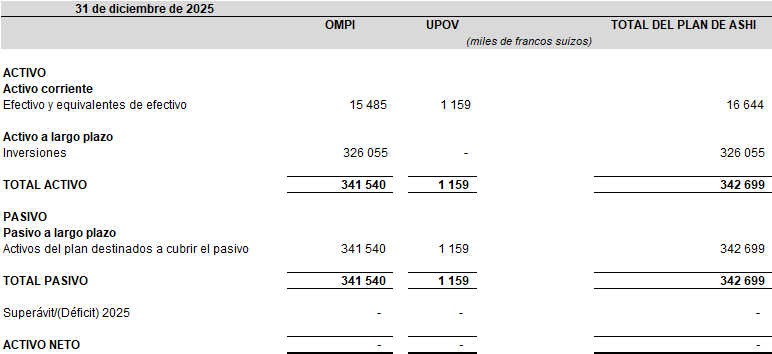 31 de diciembre de 2025
OMPI UPOV TOTAL DEL PLAN DE ASHI
(miles de francos suizos)
ACTIVO
Activo corriente
Efectivo y equivalentes de efectivo 15 485 1 159 16 644
Activo a largo plazo
Inversiones 326 055 - 326 055
TOTAL ACTIVO 341 540 1 159 342 699
PASIVO
Pasivo a largo plazo
Activos del plan destinados a cubrir el pasivo 341 540 1 159 342 699
TOTAL PASIVO 341 540 1 159 342 699
Superávit/(Déficit) 2025 - - -
ACTIVO NETO - - -